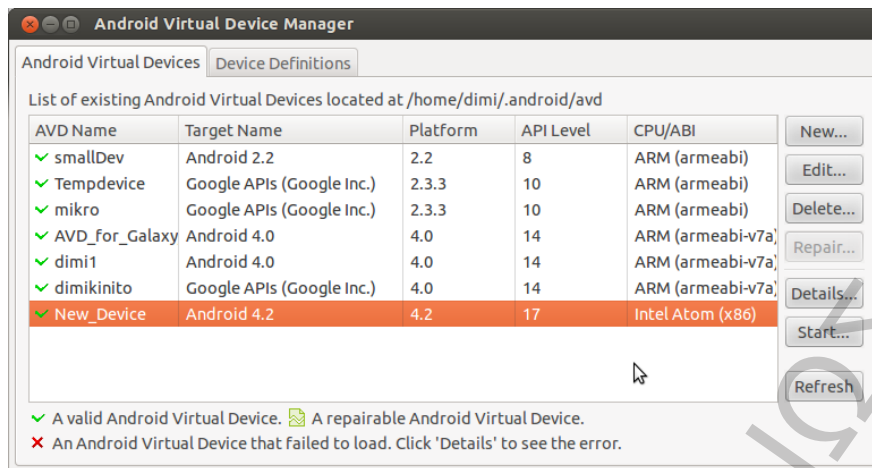 Android Virtual Device Manager
Android Virtual Devices Device Definitions
List of existing Android Virtual Devices located at /home/dimi/.android/avd
AVD Name Target Name Platform API Level CPU/ABI
smallDev Android 2.2 2.2 8 ARM (armeabi)
Tempdevice Google APIs (Google Inc.) 2.3.3 10 ARM (armeabi)
mikro Google APIs (Google Inc.) 2.3.3 10 ARM (armeabi)
AVD_for_Galaxy Android 4.0 4.0 14 ARM (armeabi-v7a)
dimi1 Android 4.0 4.0 14 ARM (armeabi-v7a)
dimikinito Google APIs (Google Inc.) 4.0 14 ARM (armeabi-v7a)
New_Device Android 4.2 4.2 17 Intel Atom (x86)
New...
Edit...
Delete...
Repair...
Details...
Start...
Refresh
A valid Android Virtual Device. A repairable Android Virtual Device.
An Android Virtual Device that failed to load. Click 'Details' to see the error.